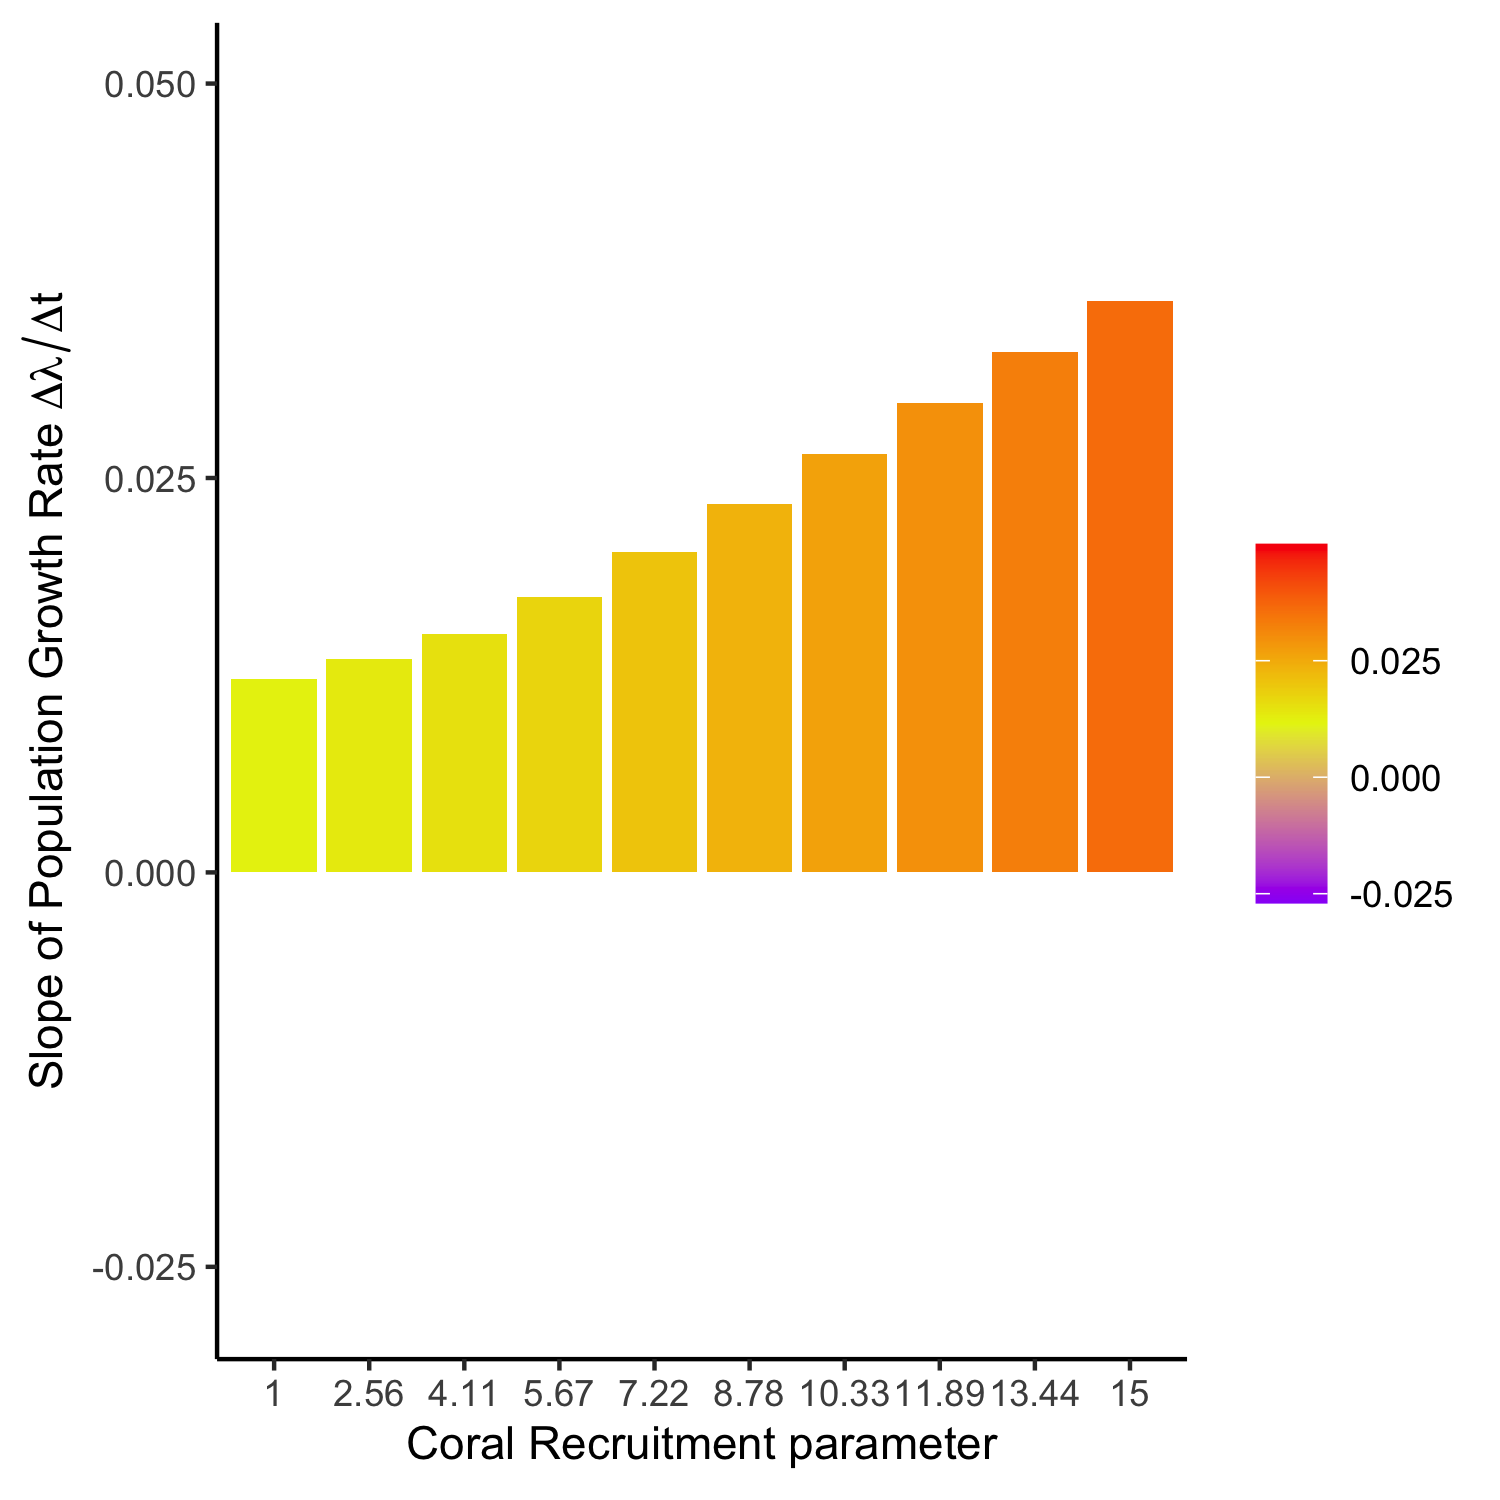 Slope of Population Growth Rate Δλ/Δt
0.050
0.025
0.000
-0.025
1 2.56 4.11 5.67 7.22 8.78 10.33 11.89 13.44 15
Coral Recruitment parameter
0.025
0.000
-0.025